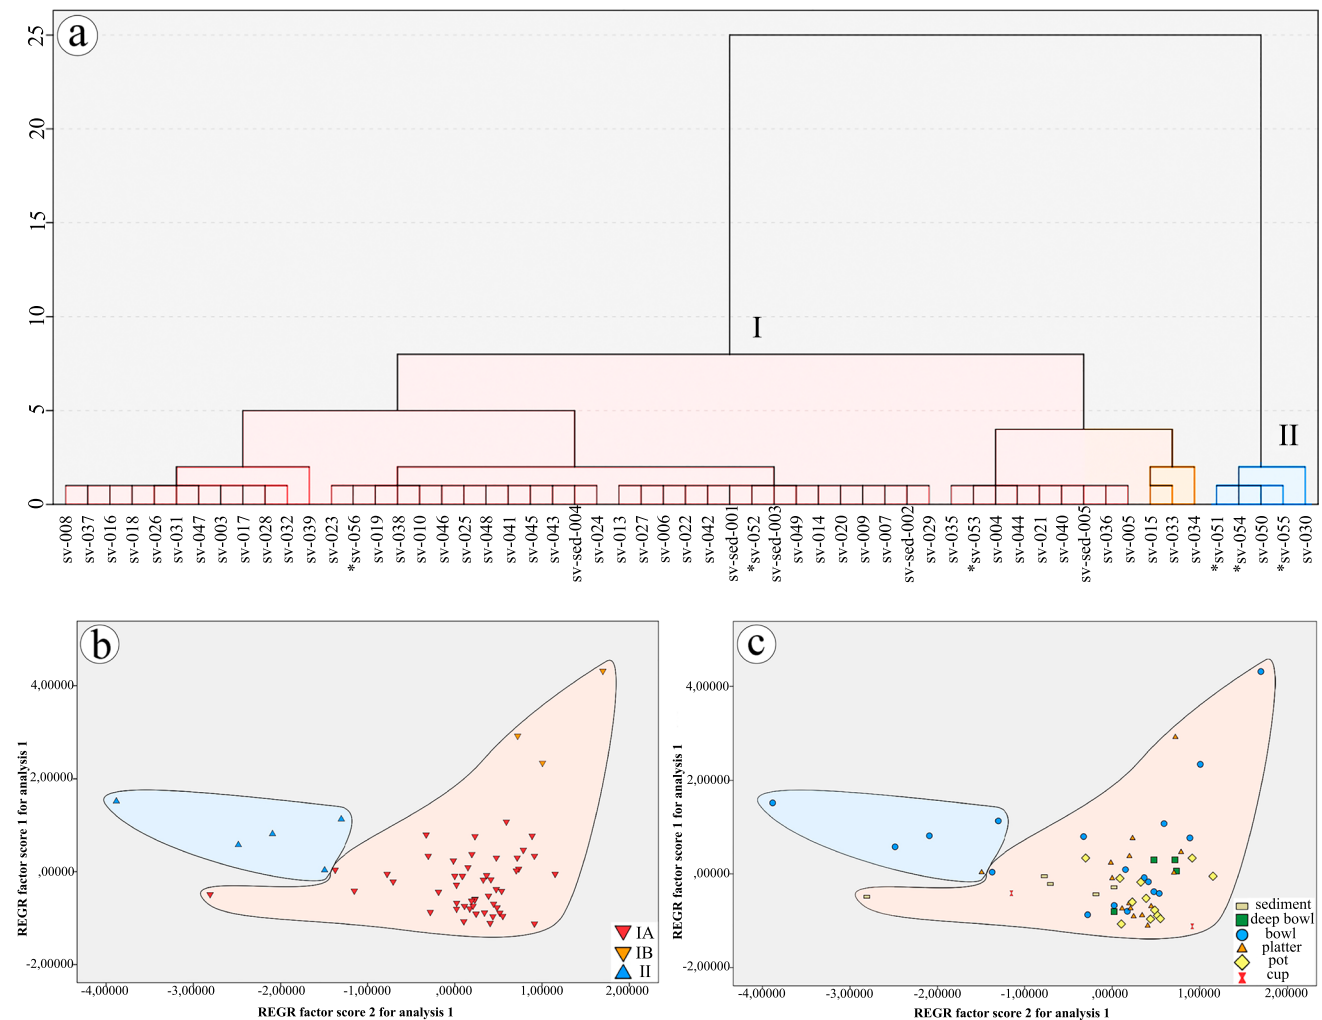 a
25
20
15
10
5
0
I
II
sv-008
sv-037
sv-016
sv-018
sv-026
sv-031
sv-047
sv-003
sv-017
sv-028
sv-032
sv-039
sv-023
*sv-056
sv-019
sv-038
sv-010
sv-046
sv-025
sv-048
sv-041
sv-045
sv-043
sv-sed-004
sv-024
sv-013
sv-027
sv-006
sv-022
sv-042
sv-sed-001
*sv-052
sv-sed-003
sv-049
sv-014
sv-020
sv-009
sv-007
sv-sed-002
sv-029
sv-035
*sv-053
sv-004
sv-044
sv-021
sv-040
sv-sed-005
sv-036
sv-005
sv-015
sv-033
sv-034
*sv-051
*sv-054
sv-050
*sv-055
sv-030
b
REGR factor score 1 for analysis 1
4,00000
2,00000
,00000
-2,00000
-4,00000 -3,00000 -2,00000 -1,00000 ,00000 1,00000 2,00000
REGR factor score 2 for analysis 1
IA
IB
II
c
REGR factor score 1 for analysis 1
4,00000
2,00000
,00000
-2,00000
-4,00000 -3,00000 -2,00000 -1,00000 ,00000 1,00000 2,00000
REGR factor score 2 for analysis 1
sediment
deep bowl
bowl
platter
pot
cup